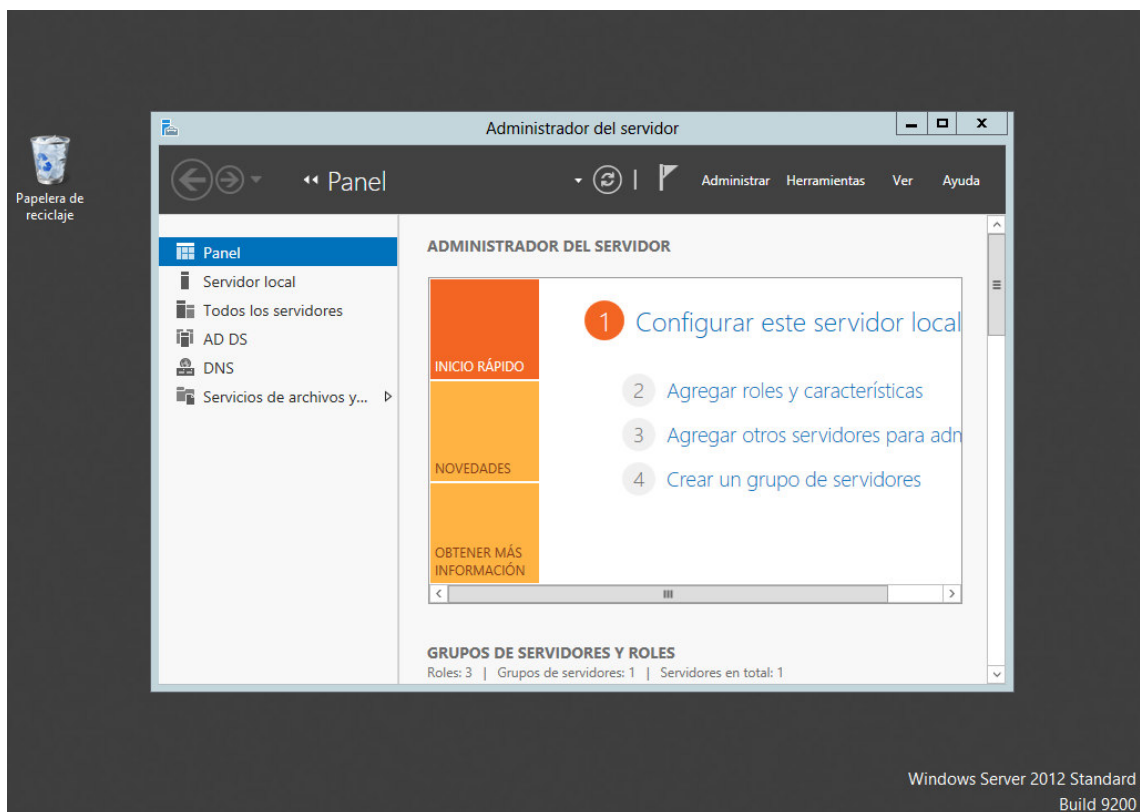 Papelera de
reciclaje
Administrador del servidor
Panel
Administrar Herramientas Ver Ayuda
Panel
Servidor local
Todos los servidores
AD DS
DNS
Servicios de archivos y...
ADMINISTRADOR DEL SERVIDOR
INICIO RÁPIDO
NOVEDADES
OBTENER MÁS
INFORMACIÓN
1 Configurar este servidor local
2 Agregar roles y características
3 Agregar otros servidores para adn
4 Crear un grupo de servidores
GRUPOS DE SERVIDORES Y ROLES
Roles: 3 | Grupos de servidores: 1 | Servidores en total: 1
Windows Server 2012 Standard
Build 9200